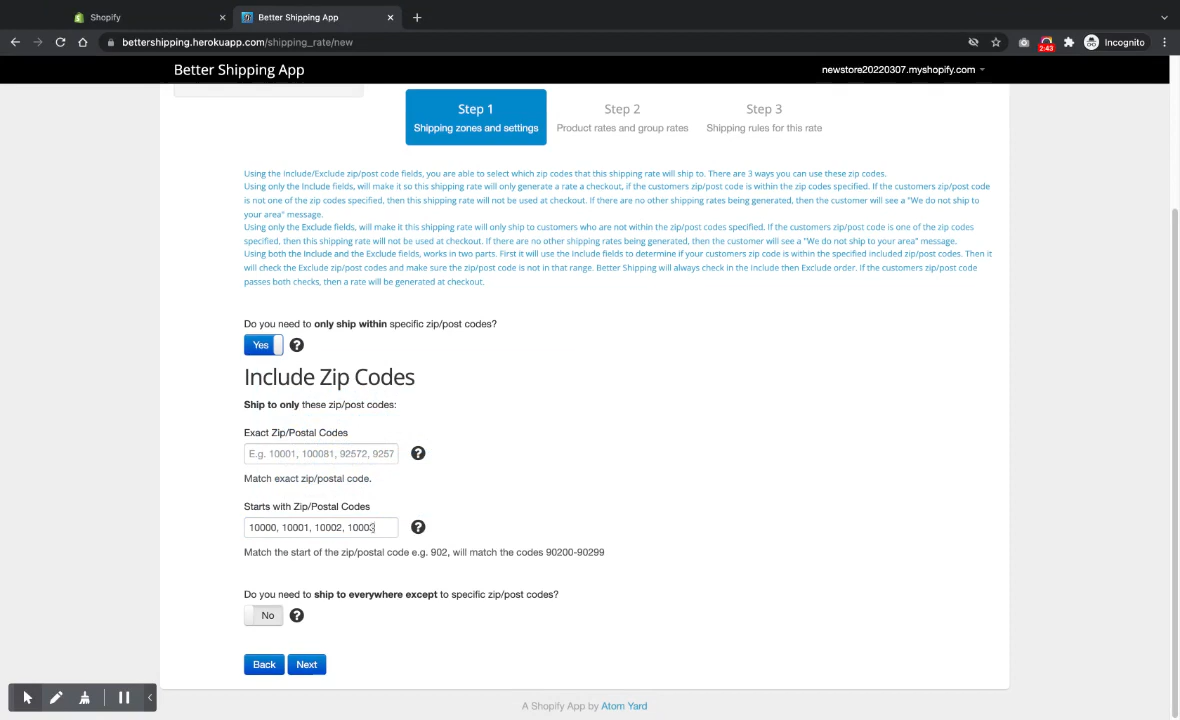 Shopify
Better Shipping App
bettershipping.herokuapp.com/shipping_rate/new
2:43
Incognito
Better Shipping App
newstore20220307.myshopify.com
Step 1
Shipping zones and settings
Step 2
Product rates and group rates
Step 3
Shipping rules for this rate
Using the Include/Exclude zip/post code fields, you are able to select which zip codes that this shipping rate will ship to. There are 3 ways you can use these zip codes.
Using only the Include fields, will make it so this shipping rate will only generate a rate a checkout, if the customers zip/post code is within the zip codes specified. If the customers zip/post code
is not one of the zip codes specified, then this shipping rate will not be used at checkout. If there are no other shipping rates being generated, then the customer will see a "We do not ship to
your area" message.
Using only the Exclude fields, will make it this shipping rate will only ship to customers who are not within the zip/post codes specified. If the customers zip/post code is one of the zip codes
specified, then this shipping rate will not be used at checkout. If there are no other shipping rates being generated, then the customer will see a "We do not ship to your area" message.
Using both the Include and the Exclude fields, works in two parts. First it will use the Include fields to determine if your customers zip code is within the specified included zip/post codes. Then it
will check the Exclude zip/post codes and make sure the zip/post code is not in that range. Better Shipping will always check in the Include then Exclude order. If the customers zip/post code
passes both checks, then a rate will be generated at checkout.
Do you need to only ship within specific zip/post codes?
Yes
Include Zip Codes
Ship to only these zip/post codes:
Exact Zip/Postal Codes
E.g. 10001, 100081, 92572, 9257
Match exact zip/postal code.
Starts with Zip/Postal Codes
10000, 10001, 10002, 10003
Match the start of the zip/postal code e.g. 902, will match the codes 90200-90299
Do you need to ship to everywhere except to specific zip/post codes?
No
Back
Next
A Shopify App by Atom Yard